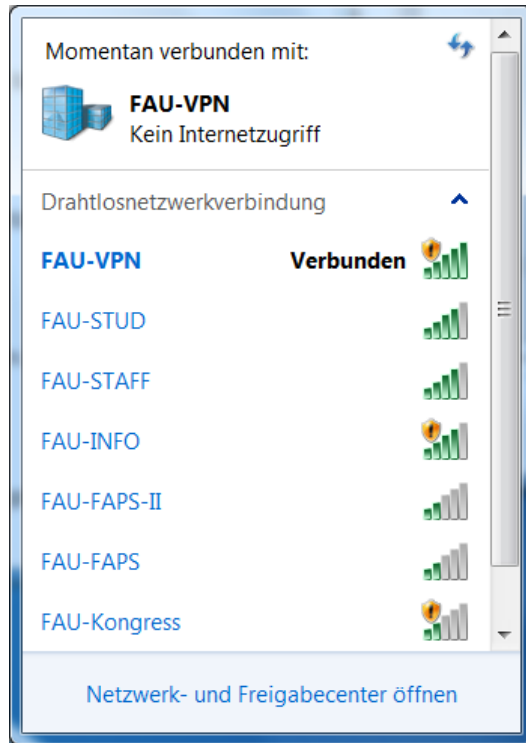 Momentan verbunden mit:
FAU-VPN
Kein Internetzugriff
Drahtlosnetzwerkverbindung
FAU-VPN Verbunden
FAU-STUD
FAU-STAFF
FAU-INFO
FAU-FAPS-II
FAU-FAPS
FAU-Kongress
Netzwerk- und Freigabecenter öffnen